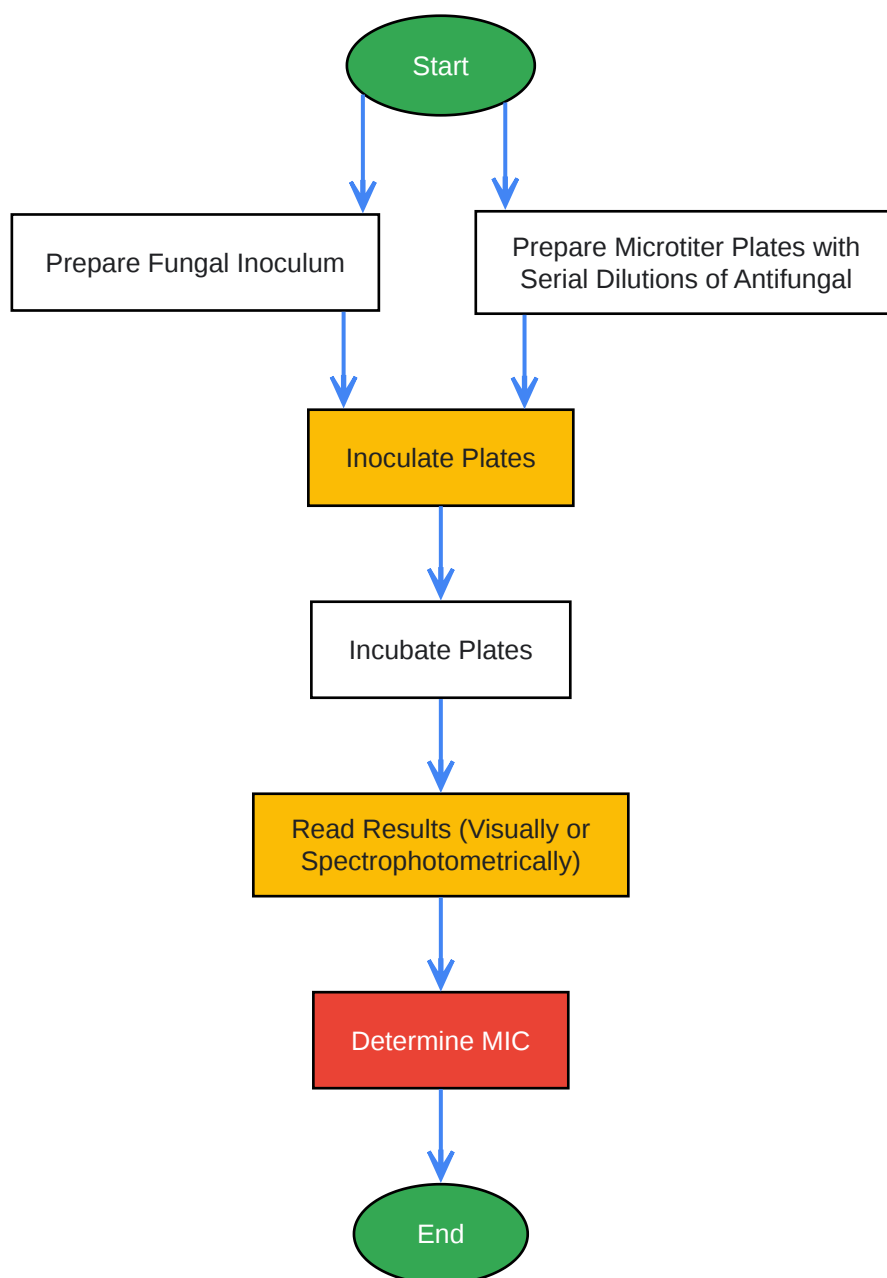 Start
Prepare Fungal Inoculum
Prepare Microtiter Plates with
Serial Dilutions of Antifungal
Inoculate Plates
Incubate Plates
Read Results (Visually or
Spectrophotometrically)
Determine MIC
End